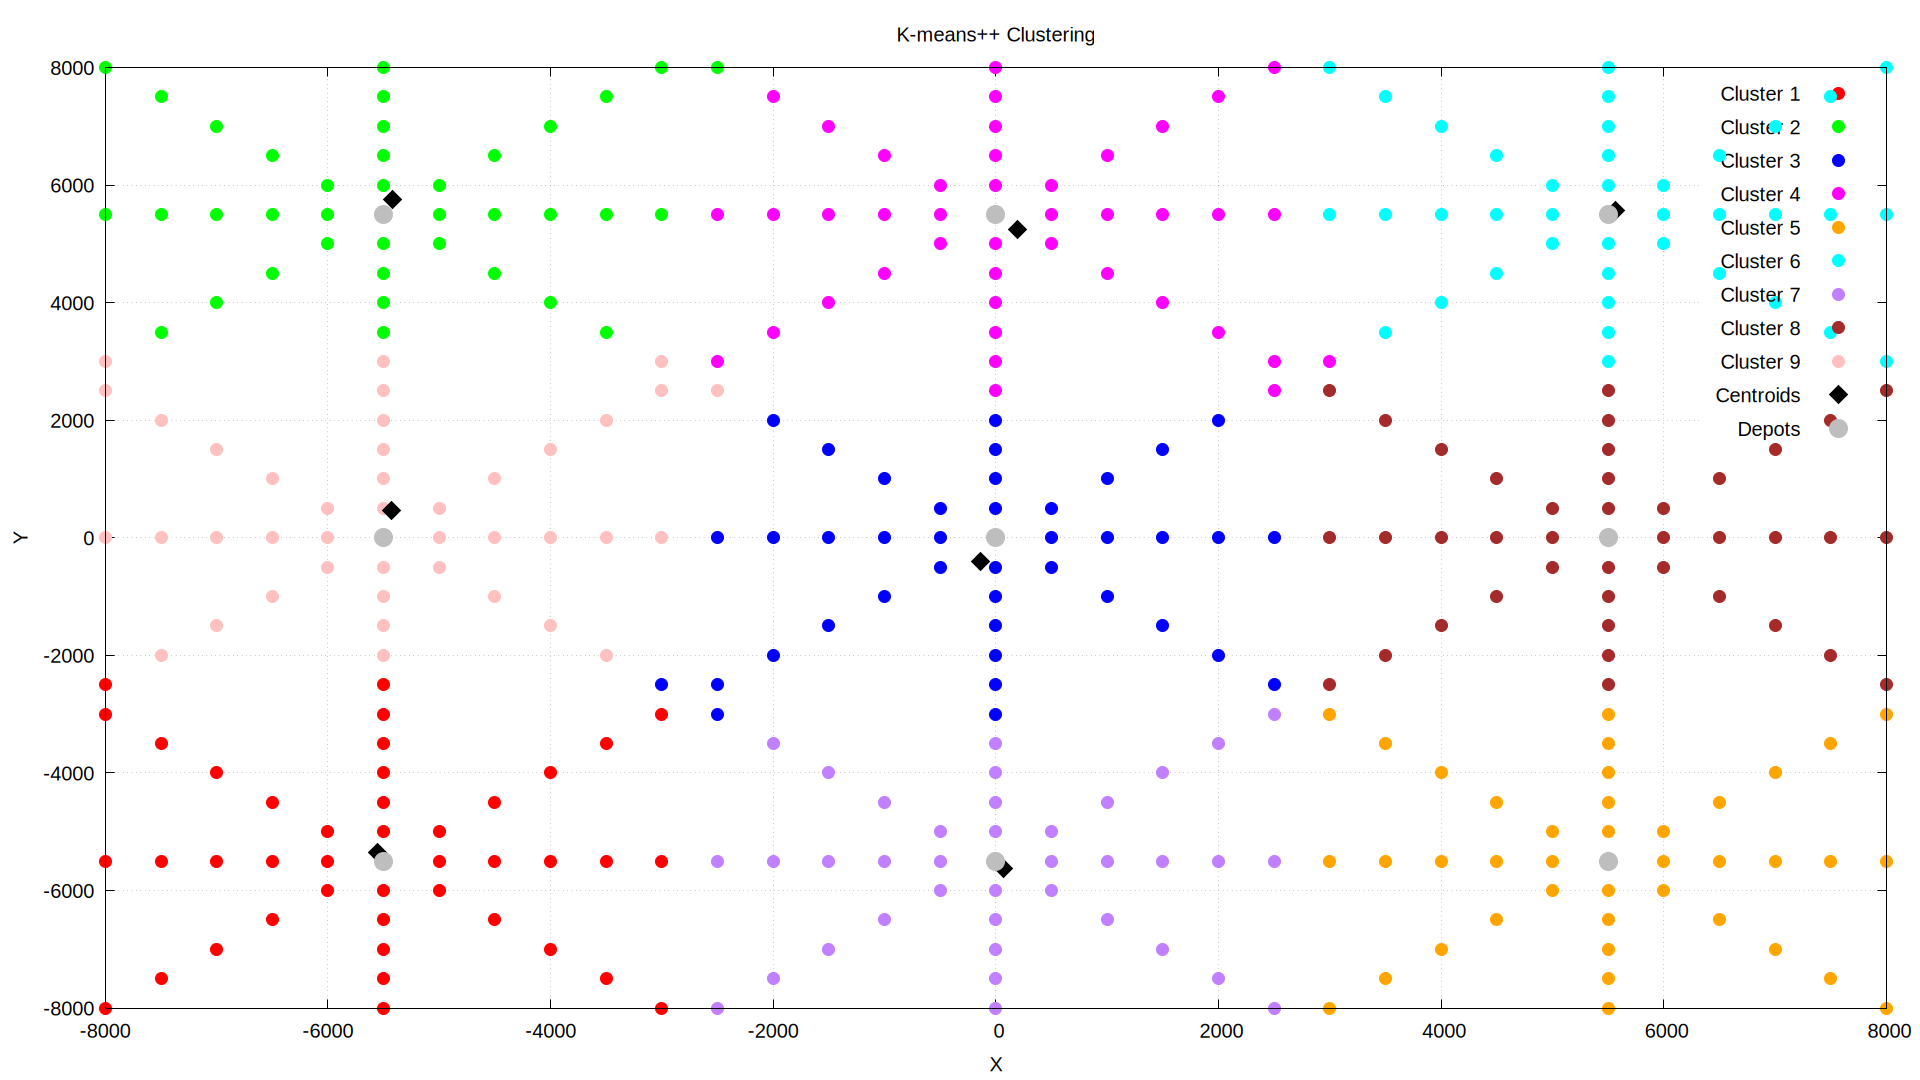 K-means++ Clustering
8000
6000
4000
2000
0
-2000
-4000
-6000
-8000
Y
Cluster 1
Cluster 2
Cluster 3
Cluster 4
Cluster 5
Cluster 6
Cluster 7
Cluster 8
Cluster 9
Centroids
Depots
-8000 -6000 -4000 -2000 0 2000 4000 6000 8000
X